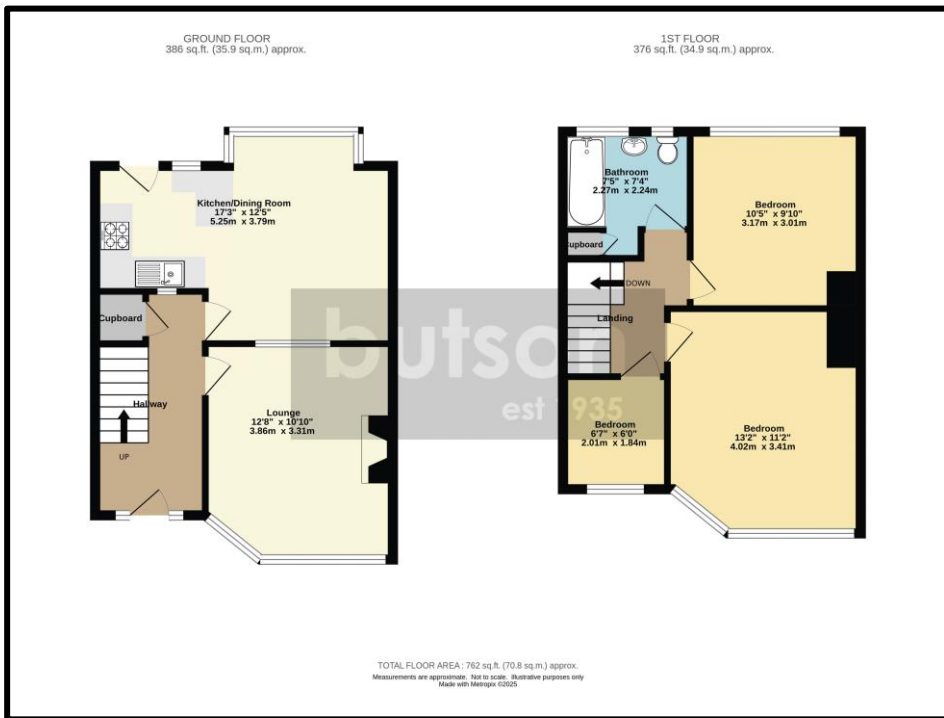 GROUND FLOOR
386 sq.ft. (35.9 sq.m.) approx.
1ST FLOOR
376 sq.ft. (34.9 sq.m.) approx.
Kitchen/Dining Room
17'3" x 12'5"
5.25m x 3.79m
Cupboard
Hallway
UP
Lounge
12'8" x 10'10"
3.86m x 3.31m
Bathroom
7'5" x 7'4"
2.27m x 2.24m
Cupboard
Bedroom
10'5" x 9'10"
3.17m x 3.01m
DOWN
Landing
Bedroom
6'7" x 6'0"
2.01m x 1.84m
Bedroom
13'2" x 11'2"
4.02m x 3.41m
butson
est 1935
TOTAL FLOOR AREA : 762 sq.ft. (70.8 sq.m.) approx.
Measurements are approximate. Not to scale. Illustrative purposes only
Made with Metropix ©2025